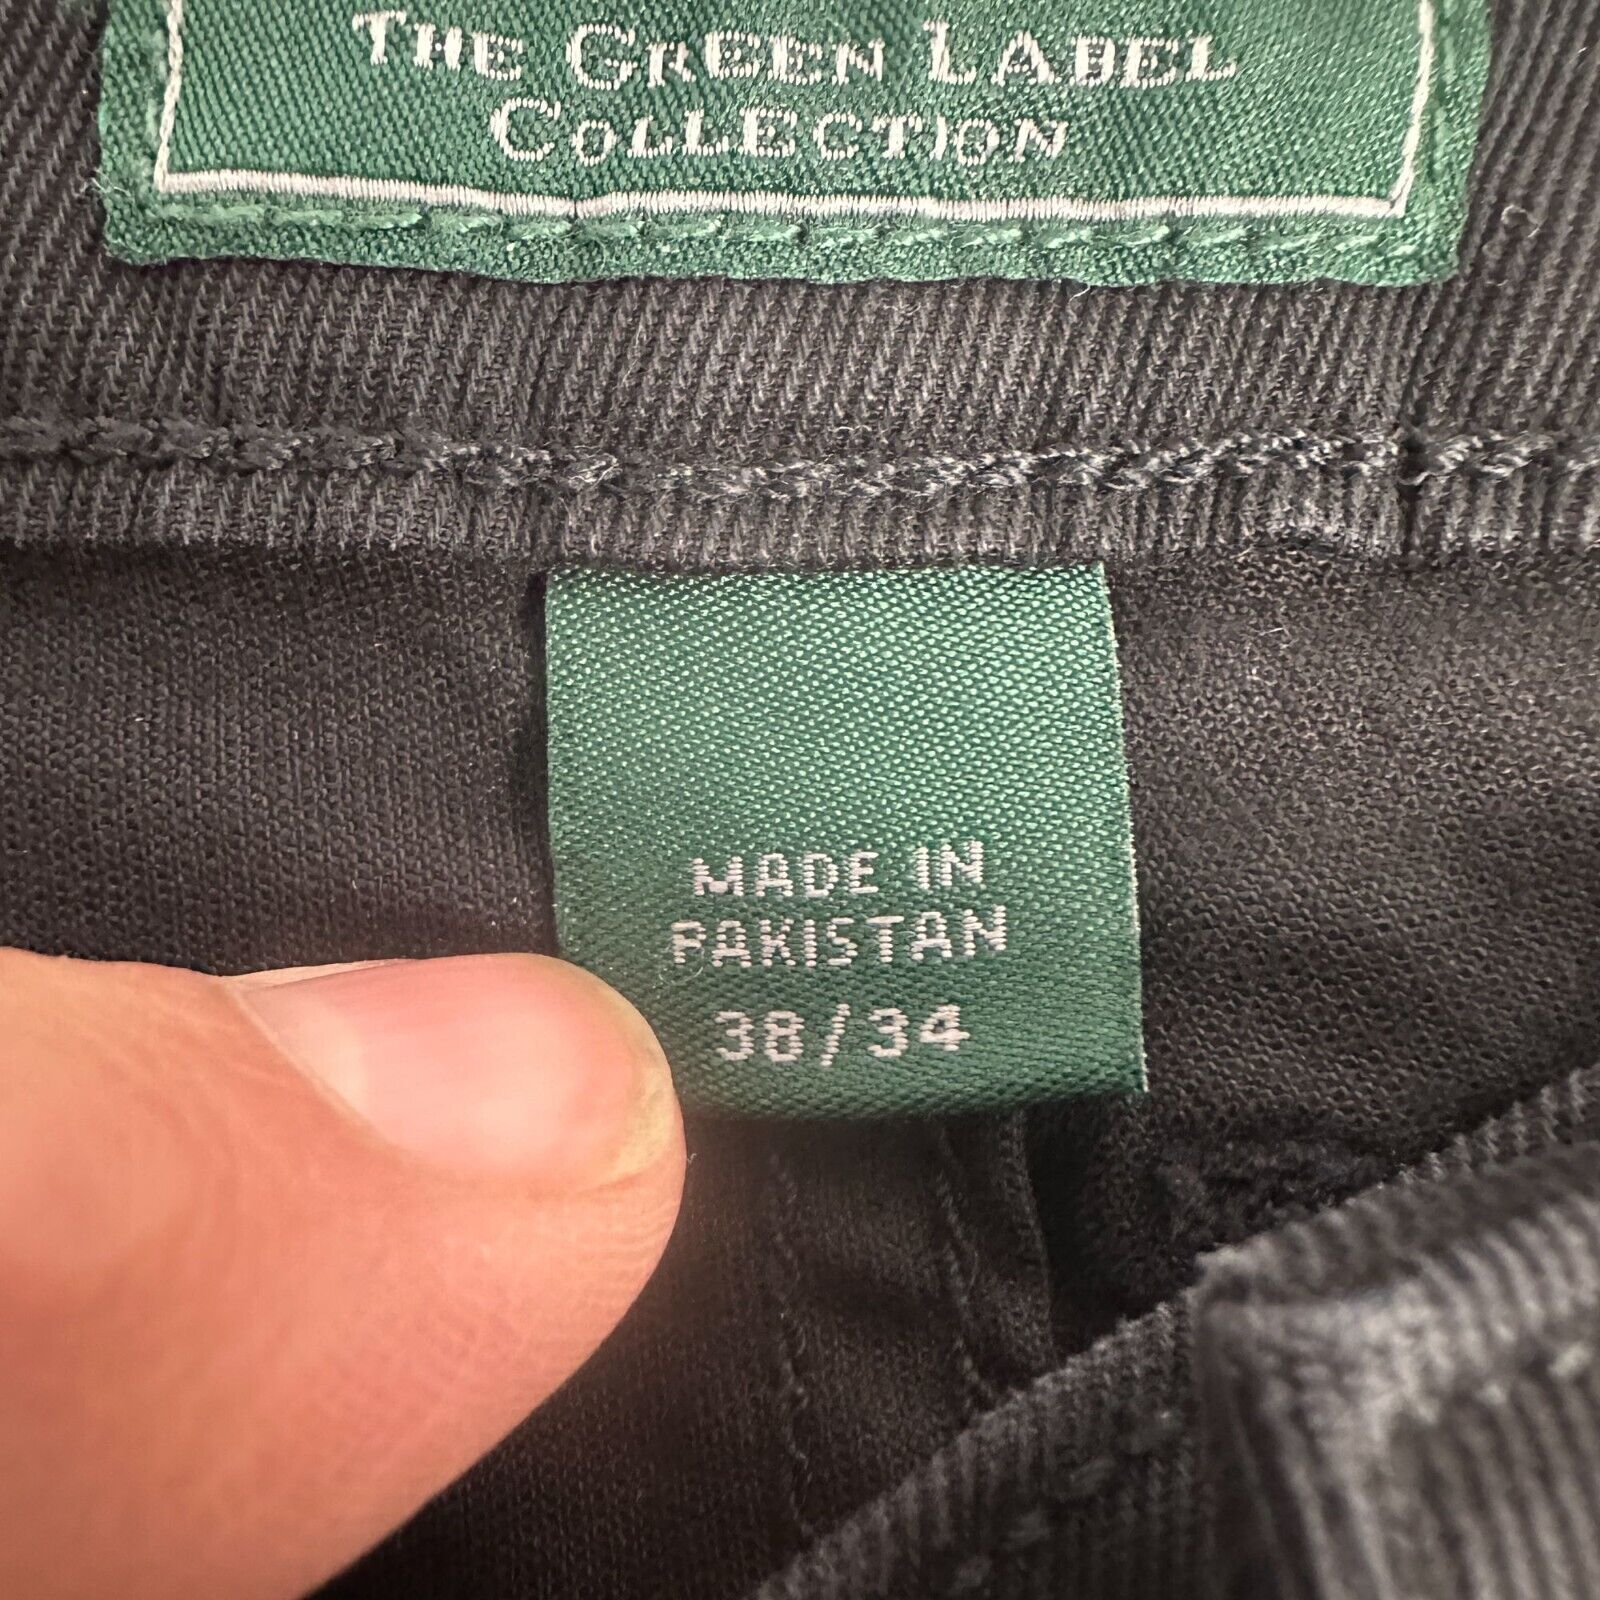 THE GREEN LABEL
COLLECTION
MADE IN
PAKISTAN
38/34